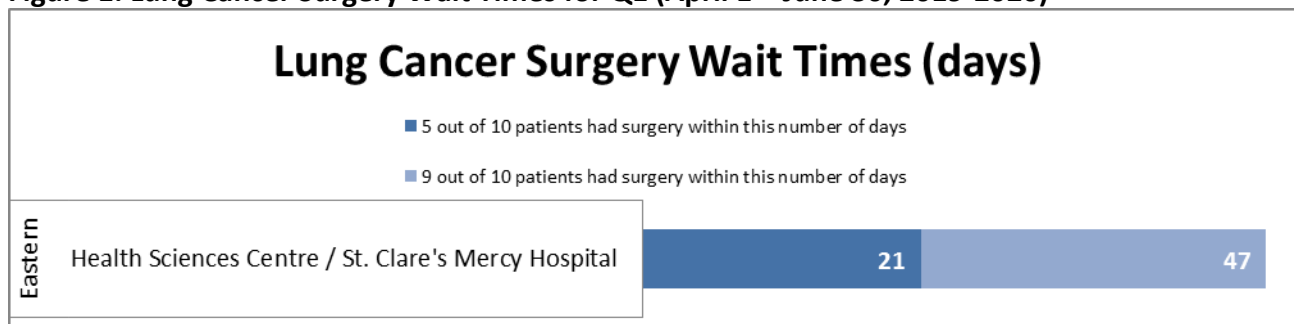 Lung Cancer Surgery Wait Times (days)
5 out of 10 patients had surgery within this number of days
9 out of 10 patients had surgery within this number of days
Eastern
Health Sciences Centre / St. Clare's Mercy Hospital
21
47